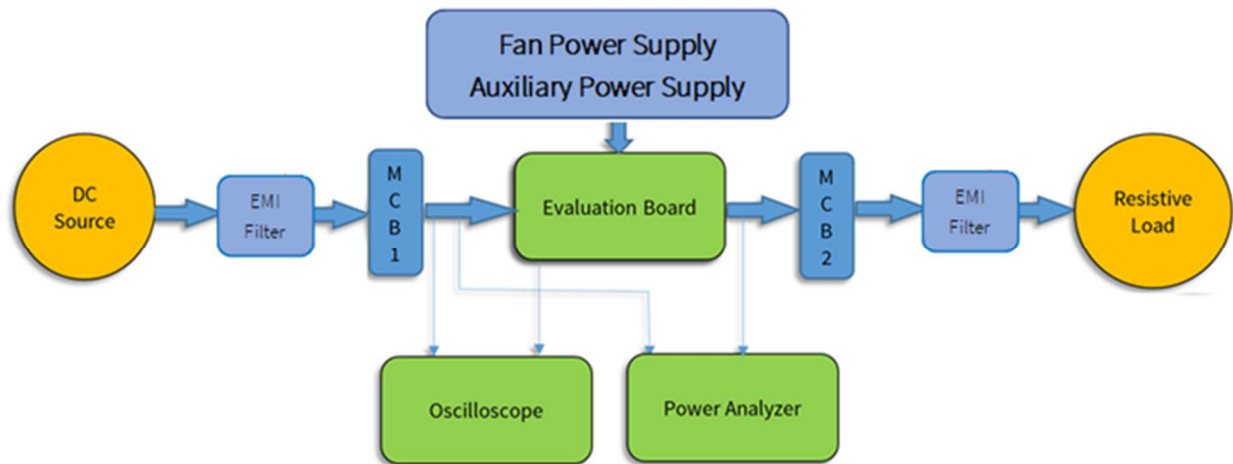 Fan Power Supply
Auxiliary Power Supply
DC
Source
EMI
Filter
M
C
B
1
Evaluation Board
M
C
B
2
EMI
Filter
Resistive
Load
Oscilloscope
Power Analyzer